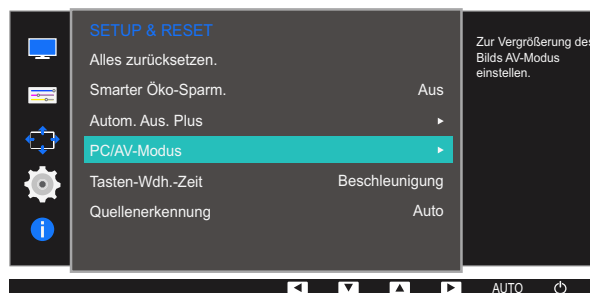 SETUP & RESET
Alles zurücksetzen.
Smarter Öko-Sparm. Aus
Autom. Aus. Plus
PC/AV-Modus
Tasten-Wdh.-Zeit Beschleunigung
Quellenerkennung Auto
Zur Vergrößerung des
Bilds AV-Modus
einstellen.
AUTO